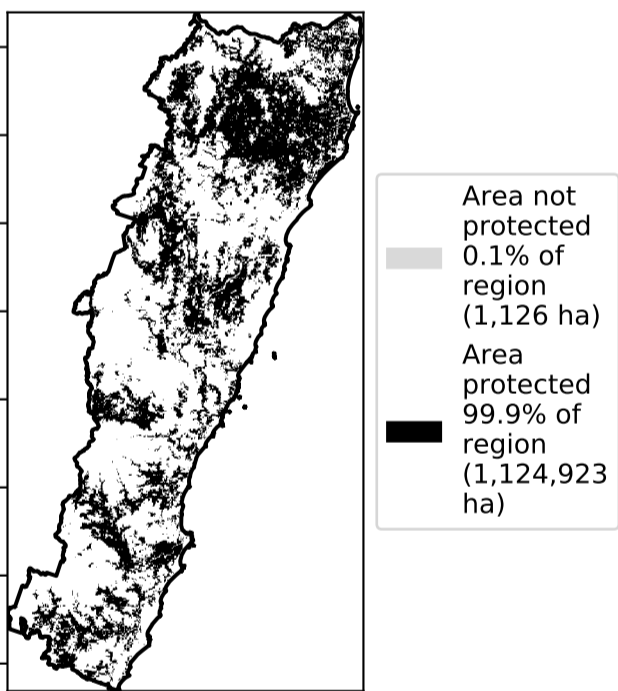 Area not
protected
0.1% of
region
(1,126 ha)
Area
protected
99.9% of
region
(1,124,923
ha)